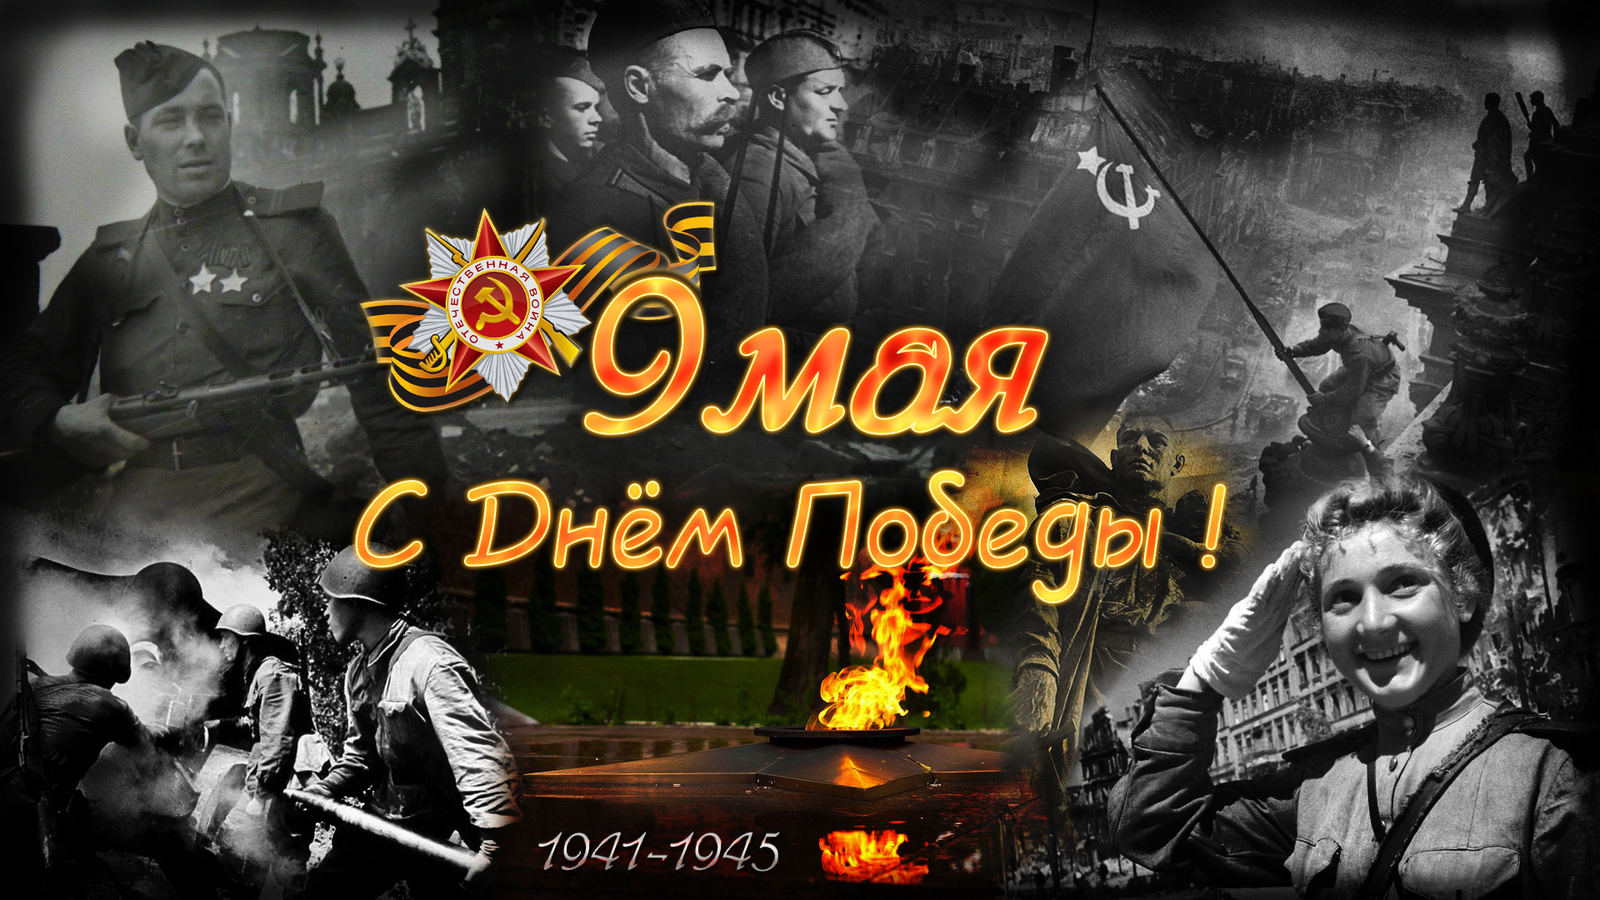 ОТЕЧЕСТВЕННАЯ ВОЙНА
9 мая
С Днём Победы !
1941-1945